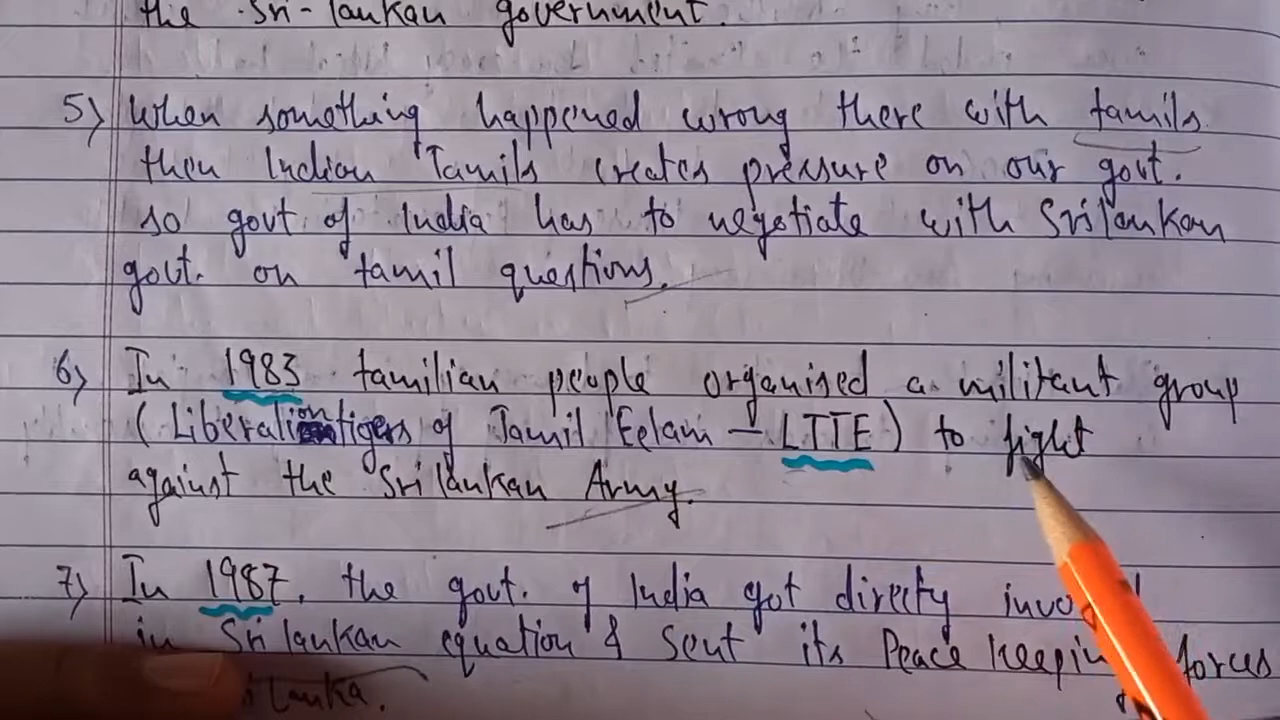 the Sri-lankan government.
5) When something happened wrong there with tamils
then Indian Tamils creates pressure on our govt.
so govt of India has to negotiate with Srilankan
govt. on tamil questions.
6) In 1983 tamilian people organised a militant group
(Liberalion tigers of Tamil Eelam - LTTE) to fight
against the Srilankan Army.
7) In 1987, the govt. of India got directy
in Srilankan equation & sent its Peace keeping forces